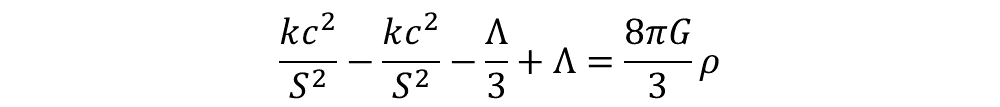 kc²/S² − kc²/S² − Λ/3 + Λ = 8πG/3 ρ